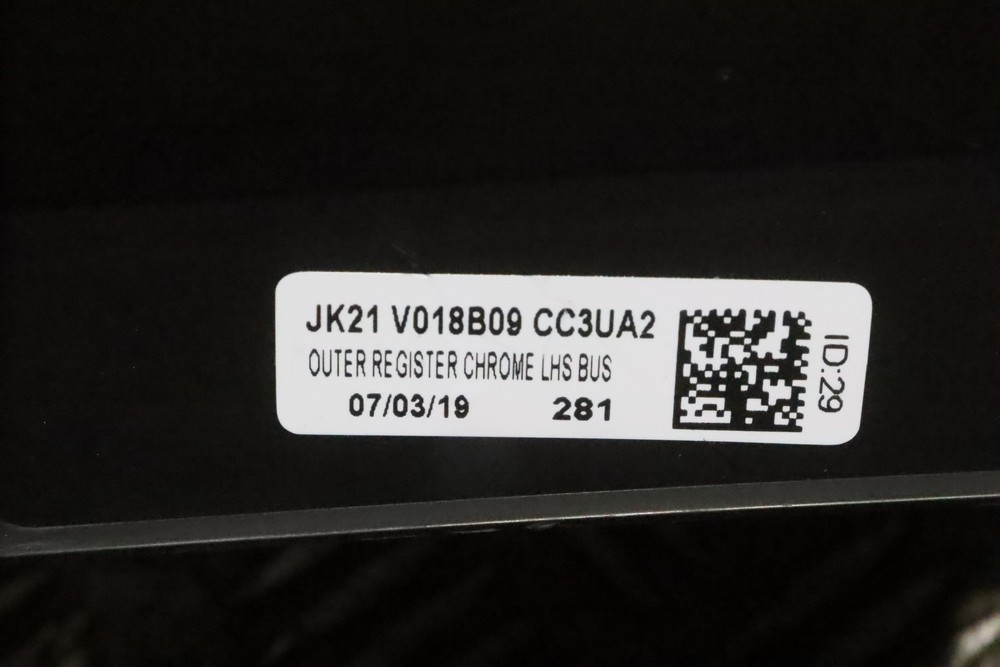 JK21 V018B09 CC3UA2
OUTER REGISTER CHROME LHS BUS
07/03/19 281
ID:29